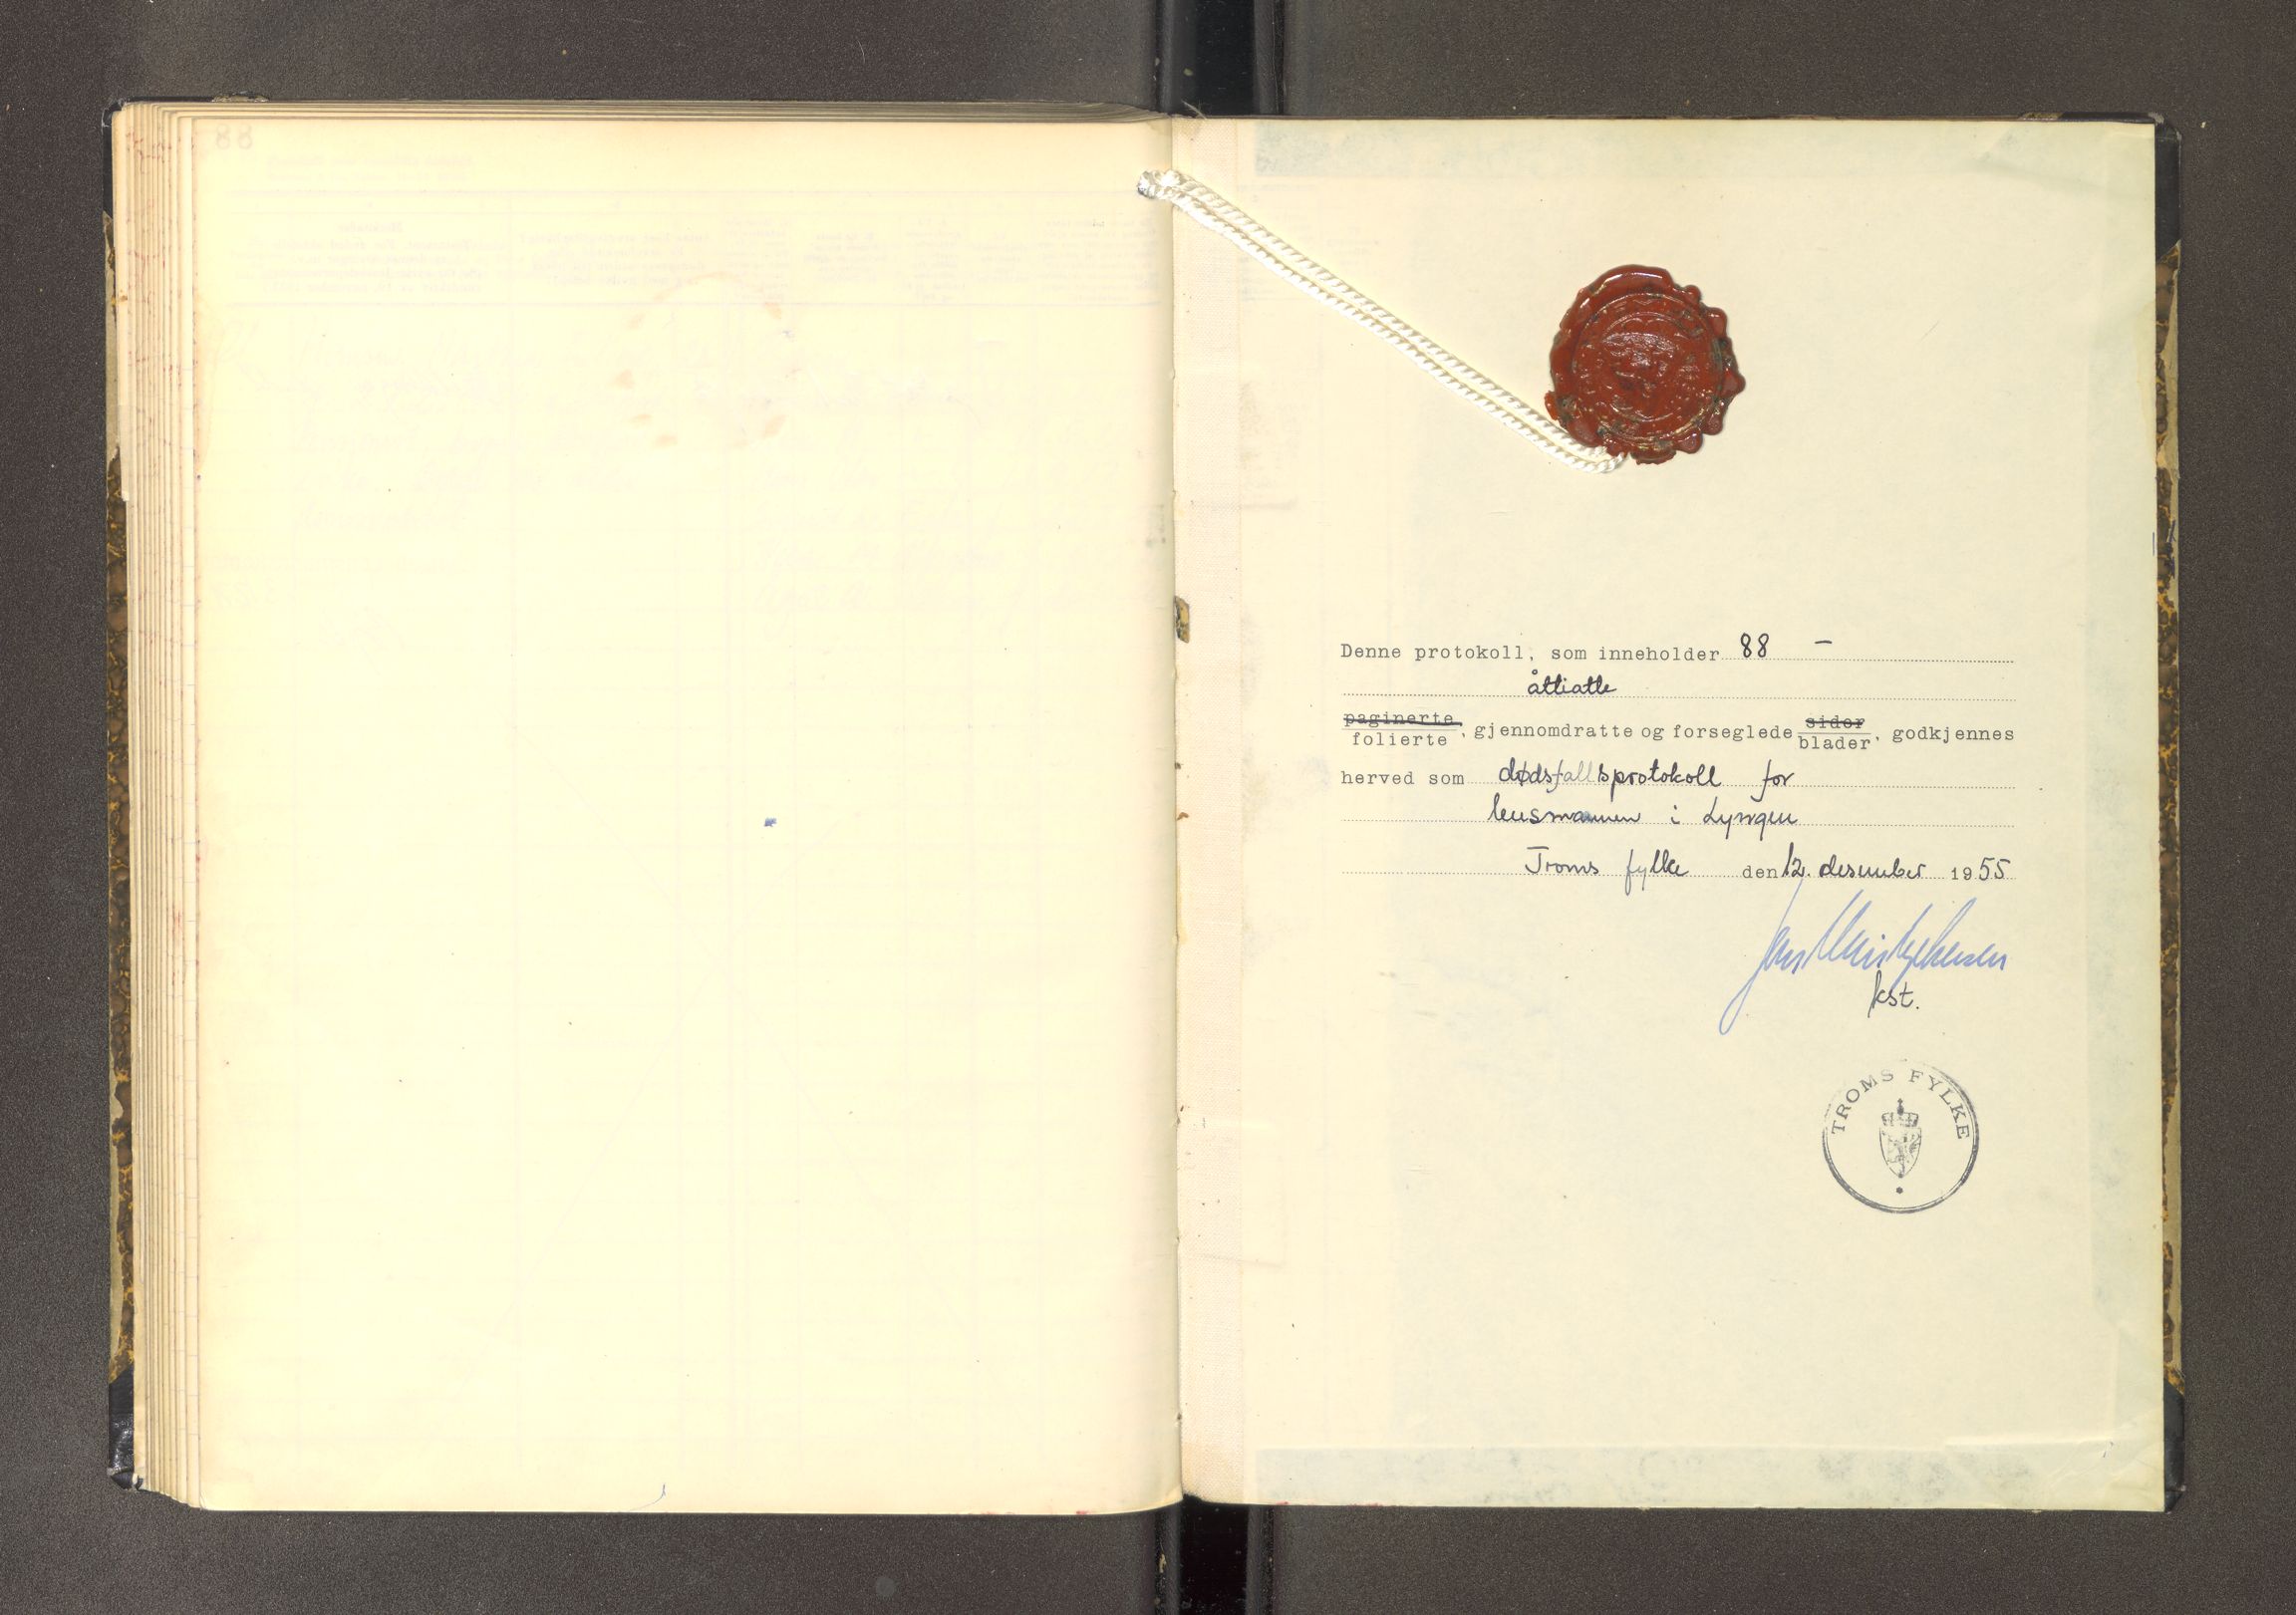 Denne protokoll, som inneholder 88 —
åttiatte
paginerte
folierte, gjennomdratte og forseglede sider
blader, godkjennes
herved som dødsfallsprotokoll for
lensmannen i Lyngen
Troms fylke den 12. desember 1955
kst.
TROMS FYLKE
88